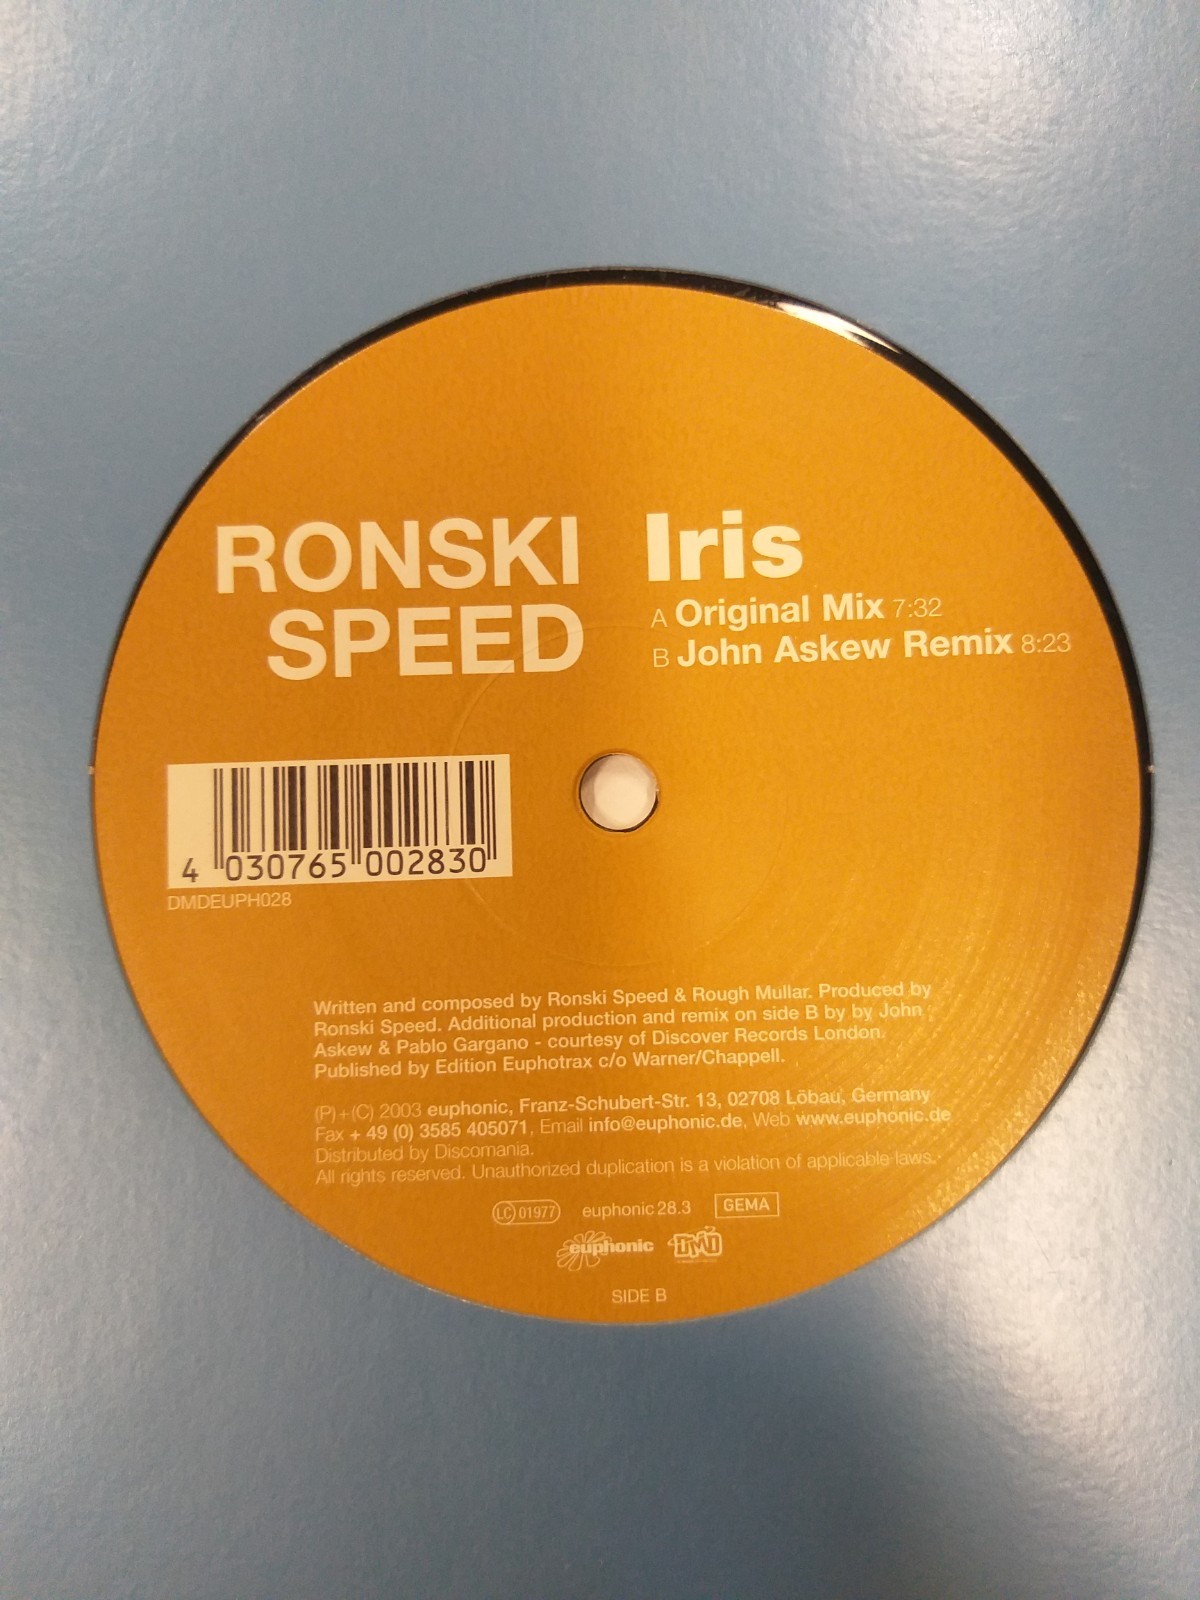 RONSKI
SPEED
Iris
A Original Mix 7:32
B John Askew Remix 8:23
4 030765 002830
DMDEUPH028
Written and composed by Ronski Speed & Rough Mullar. Produced by
Ronski Speed. Additional production and remix on side B by by John
Askew & Pablo Gargano - courtesy of Discover Records London.
Published by Edition Euphotrax c/o Warner/Chappell.
(P)+(C) 2003 euphonic, Franz-Schubert-Str. 13, 02708 Löbau, Germany
Fax + 49 (0) 3585 405071, Email info@euphonic.de, Web www.euphonic.de
Distributed by Discomania.
All rights reserved. Unauthorized duplication is a violation of applicable laws.
LC 01977 euphonic 28.3 GEMA
euphonic DMD
SIDE B